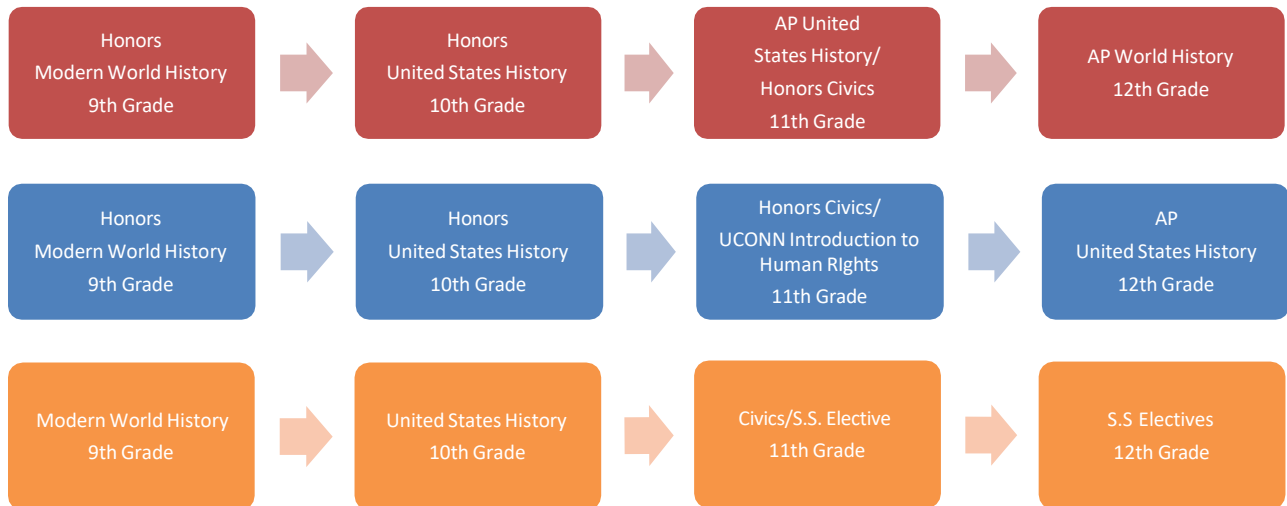 Honors
Modern World History
9th Grade
Honors
United States History
10th Grade
AP United
States History/
Honors Civics
11th Grade
AP World History
12th Grade
Honors
Modern World History
9th Grade
Honors
United States History
10th Grade
Honors Civics/
UCONN Introduction to
Human RIghts
11th Grade
AP
United States History
12th Grade
Modern World History
9th Grade
United States History
10th Grade
Civics/S.S. Elective
11th Grade
S.S Electives
12th Grade